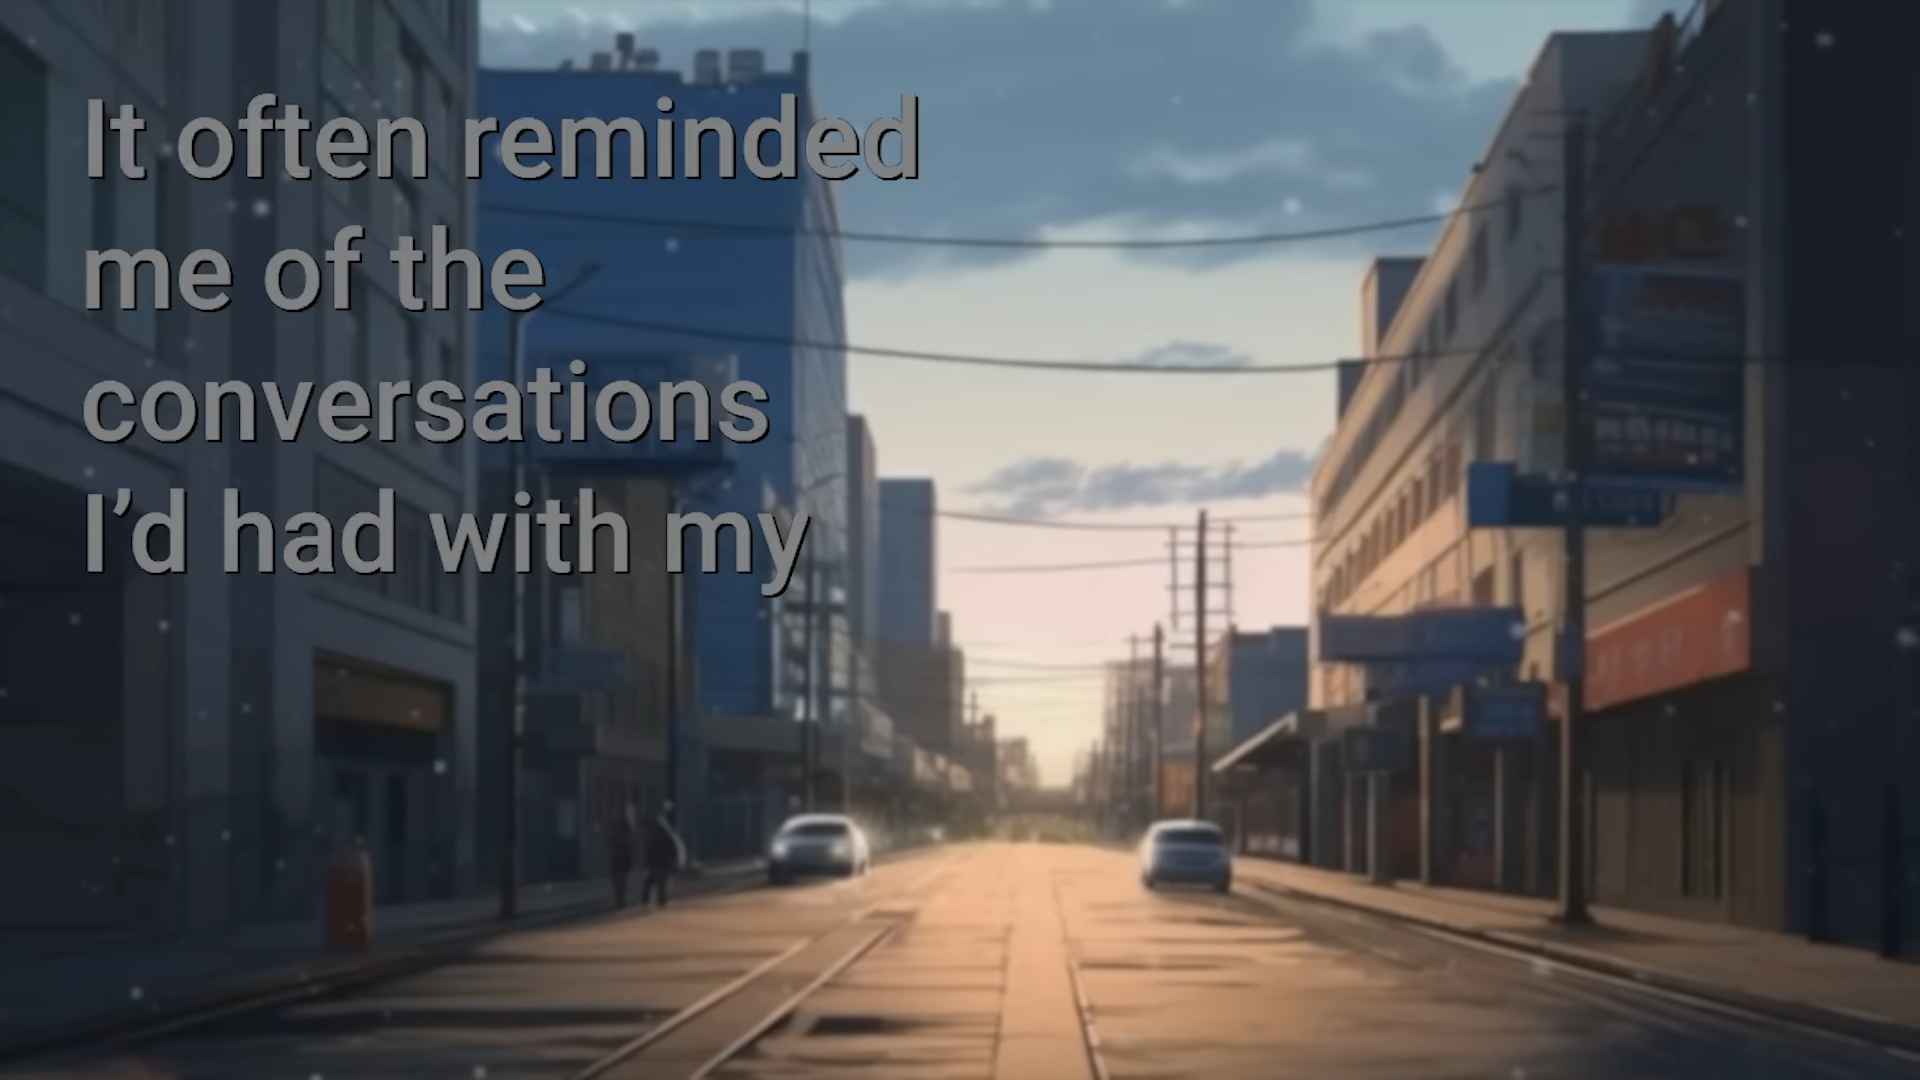 It often reminded
me of the
conversations
I’d had with my